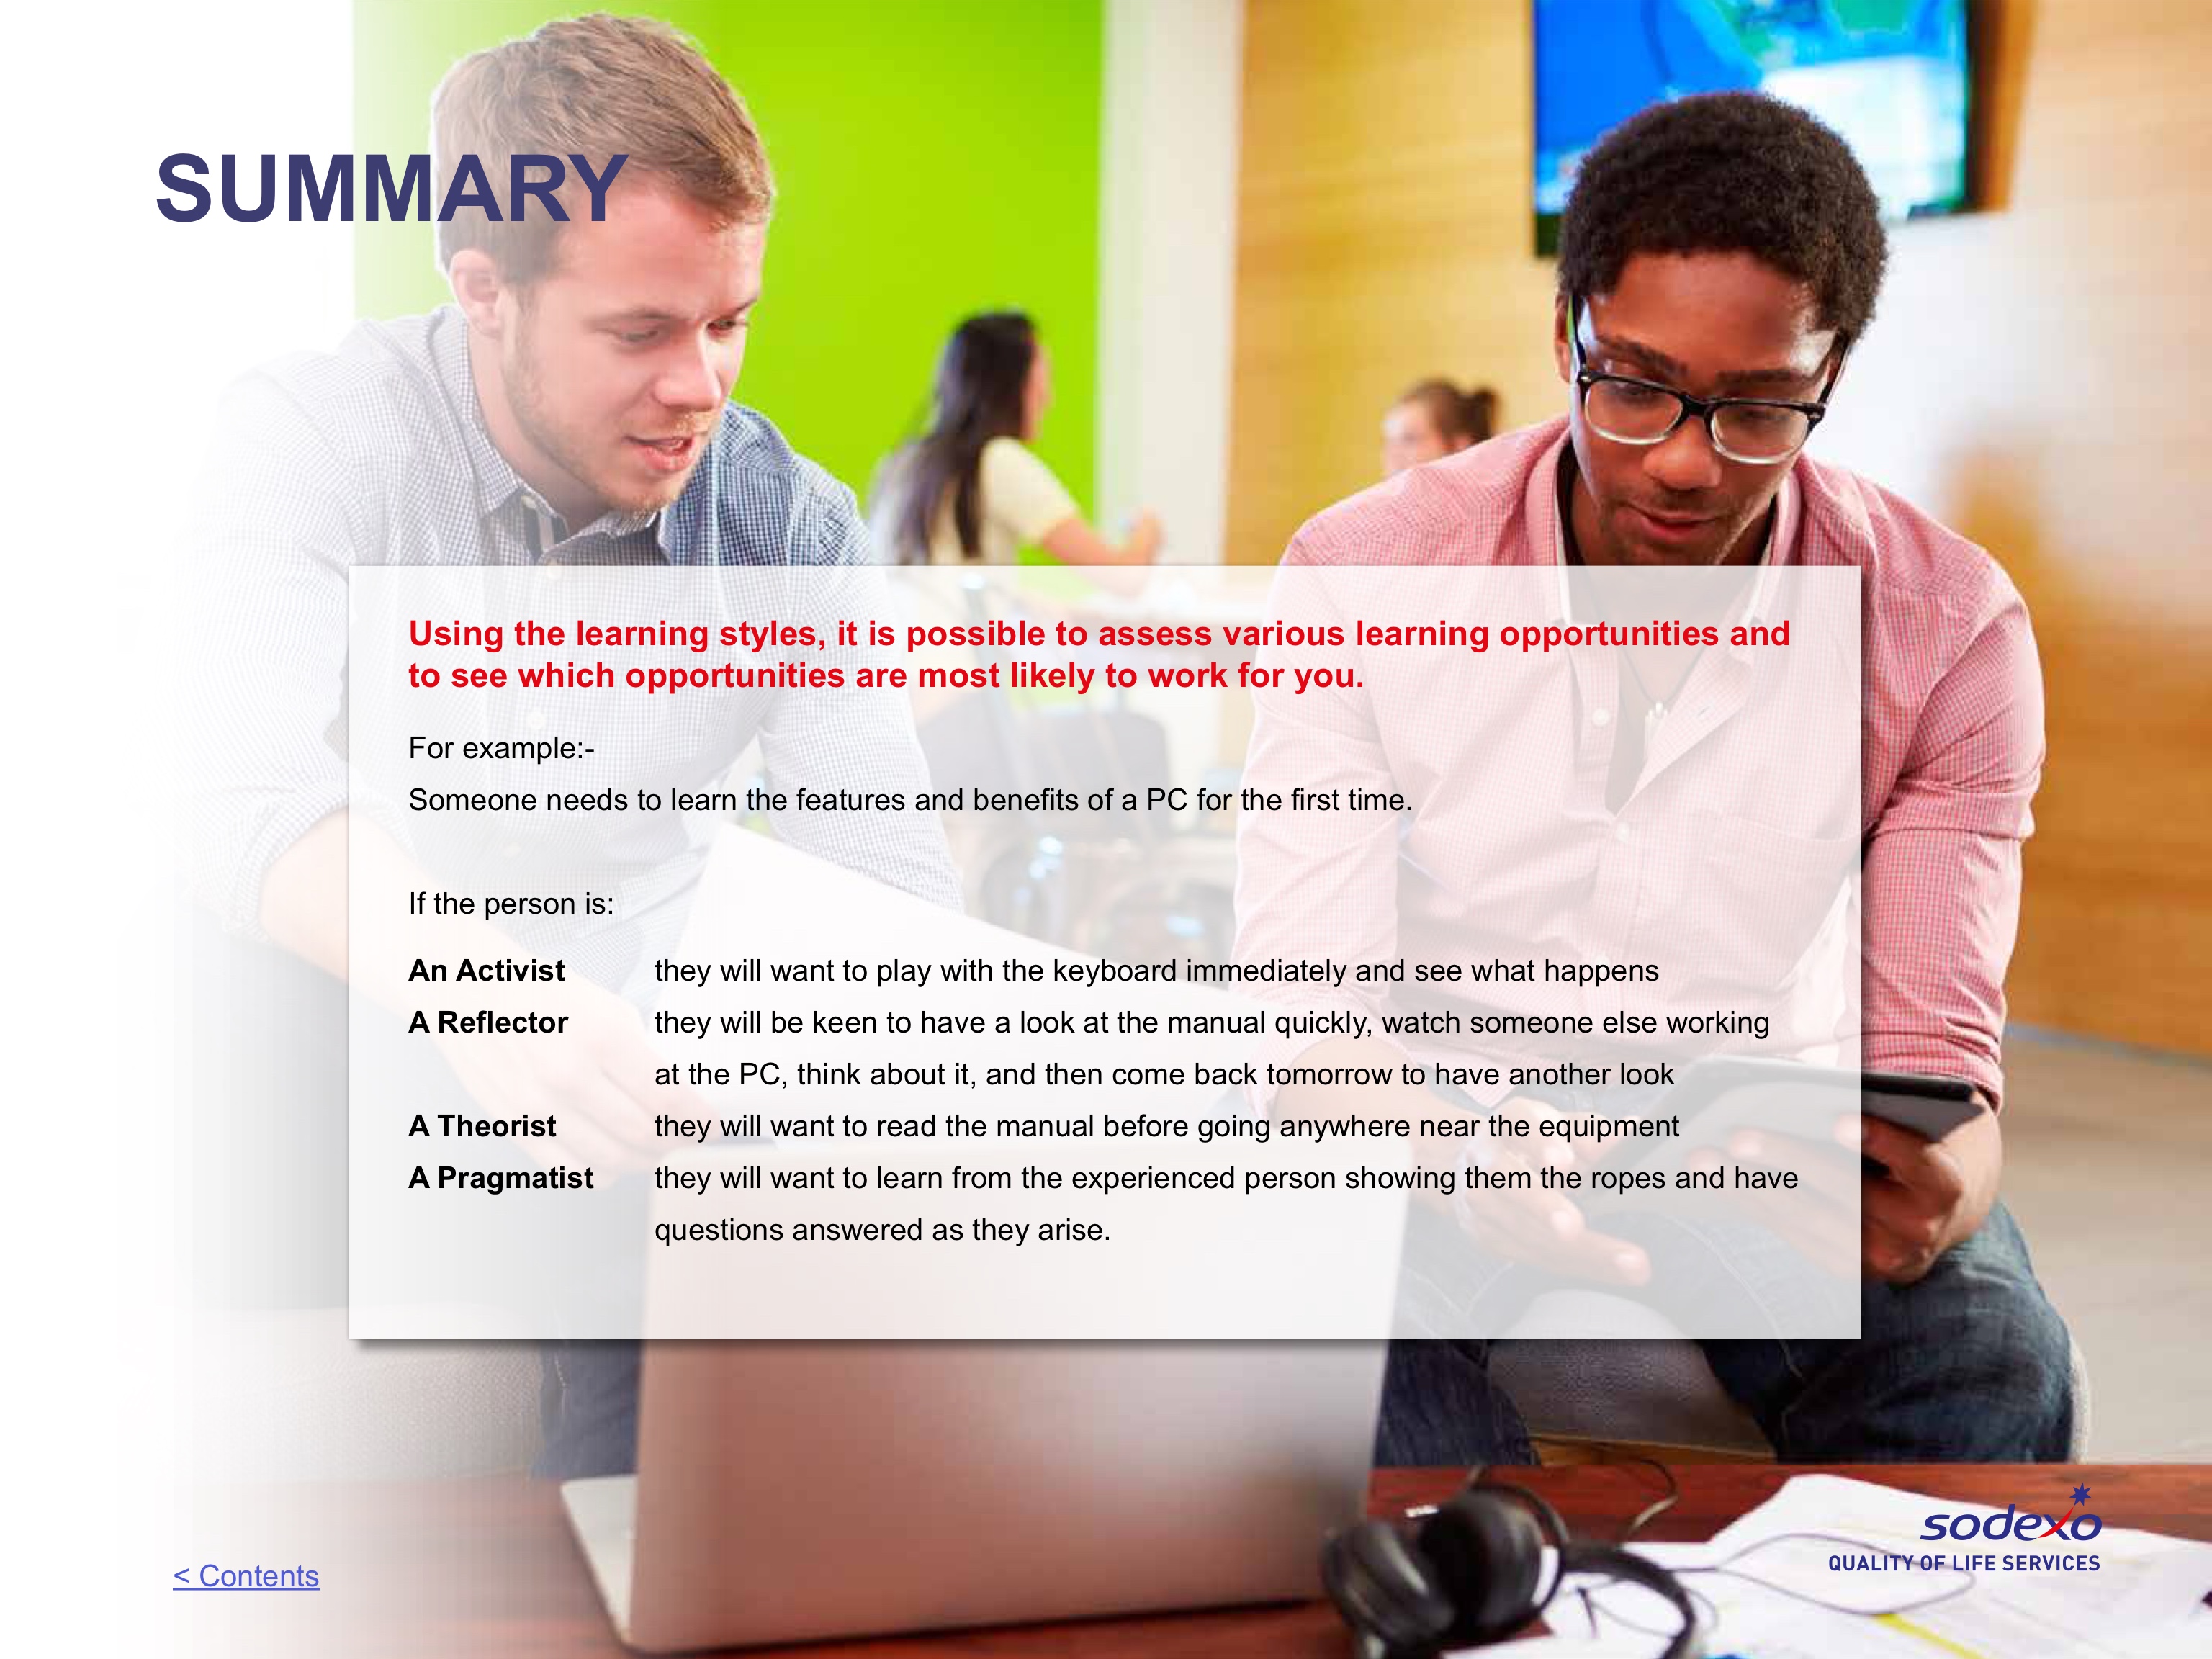 SUMMARY
Using the learning styles, it is possible to assess various learning opportunities and
to see which opportunities are most likely to work for you.
For example:-
Someone needs to learn the features and benefits of a PC for the first time.
If the person is:
An Activist they will want to play with the keyboard immediately and see what happens
A Reflector they will be keen to have a look at the manual quickly, watch someone else working
at the PC, think about it, and then come back tomorrow to have another look
A Theorist they will want to read the manual before going anywhere near the equipment
A Pragmatist they will want to learn from the experienced person showing them the ropes and have
questions answered as they arise.
sodexo
QUALITY OF LIFE SERVICES
< Contents